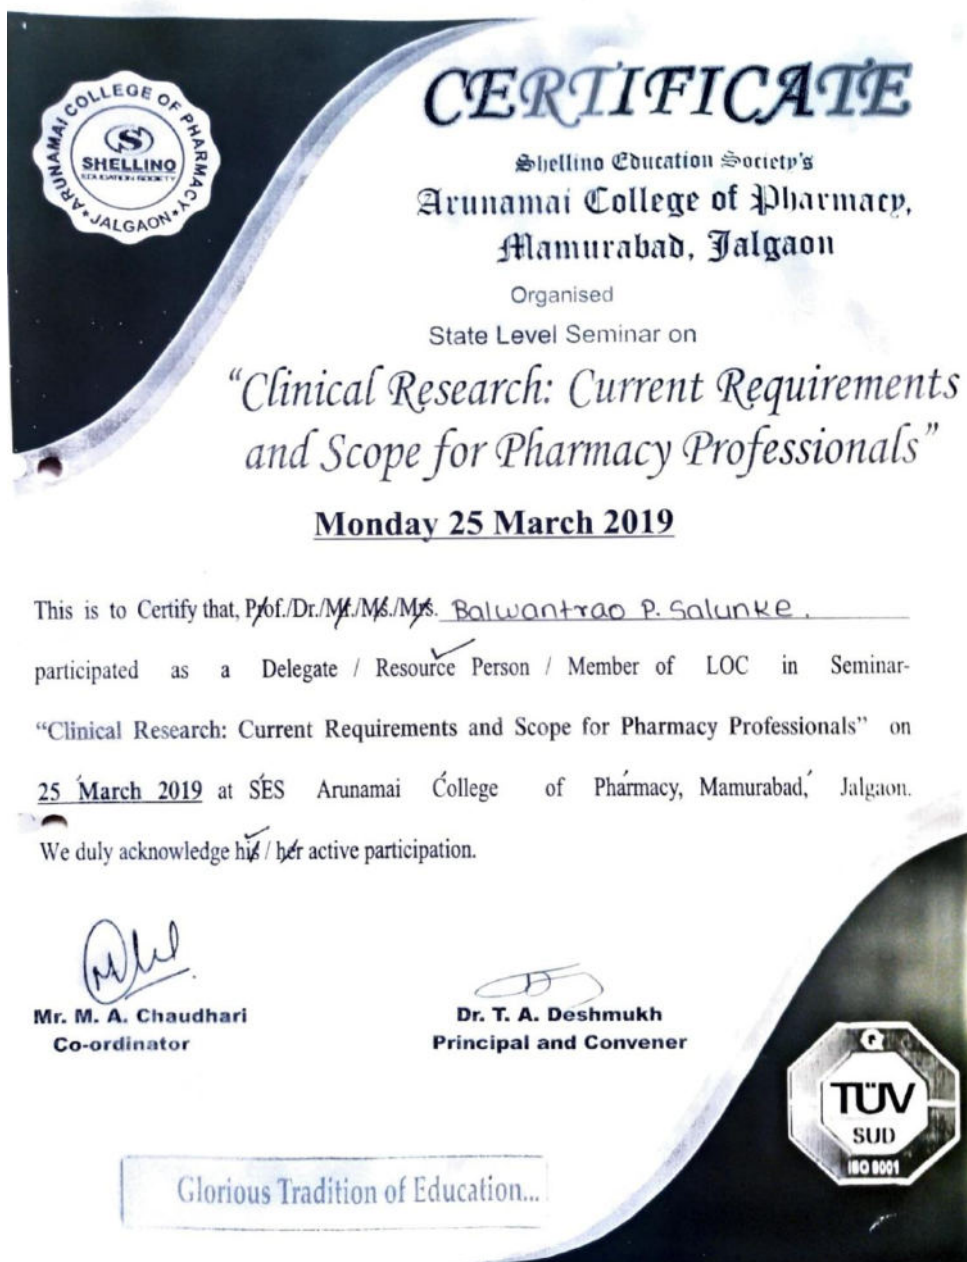 ARUNAMAI COLLEGE OF PHARMACY
JALGAON
S
SHELLINO
EDUCATION SOCIETY
CERTIFICATE
Shellino Education Society's
Arunamai College of Pharmacy,
Mamurabad, Jalgaon
Organised
State Level Seminar on
"Clinical Research: Current Requirements
and Scope for Pharmacy Professionals"
Monday 25 March 2019
This is to Certify that, Prof./Dr./Mr./Ms./Mrs. Balwantrao P. Salunke.
participated as a Delegate / Resource Person / Member of LOC in Seminar-
"Clinical Research: Current Requirements and Scope for Pharmacy Professionals" on
25 March 2019 at SES Arunamai College of Pharmacy, Mamurabad, Jalgaon.
We duly acknowledge his / her active participation.
Mr. M. A. Chaudhari
Co-ordinator
Dr. T. A. Deshmukh
Principal and Convener
Q
TÜV
SUD
ISO 9001
Glorious Tradition of Education...